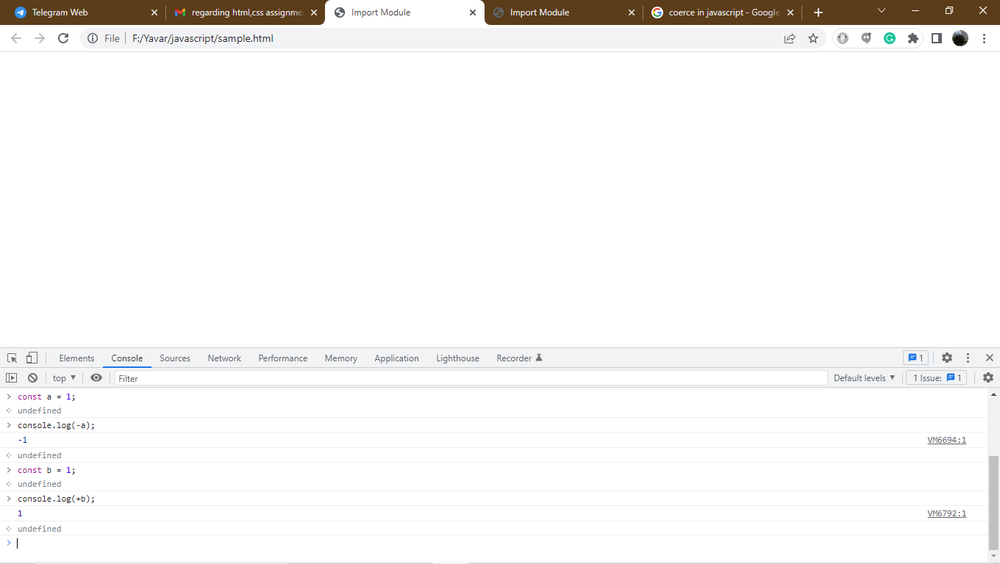 Telegram Web
regarding html,css assignme
Import Module
Import Module
coerce in javascript - Google
File
F:/Yavar/javascript/sample.html
Elements
Console
Sources
Network
Performance
Memory
Application
Lighthouse
Recorder
1
top
Filter
Default levels
1 Issue:
1
const a = 1;
undefined
console.log(-a);
-1
VM6694:1
undefined
const b = 1;
undefined
console.log(+b);
1
VM6792:1
undefined